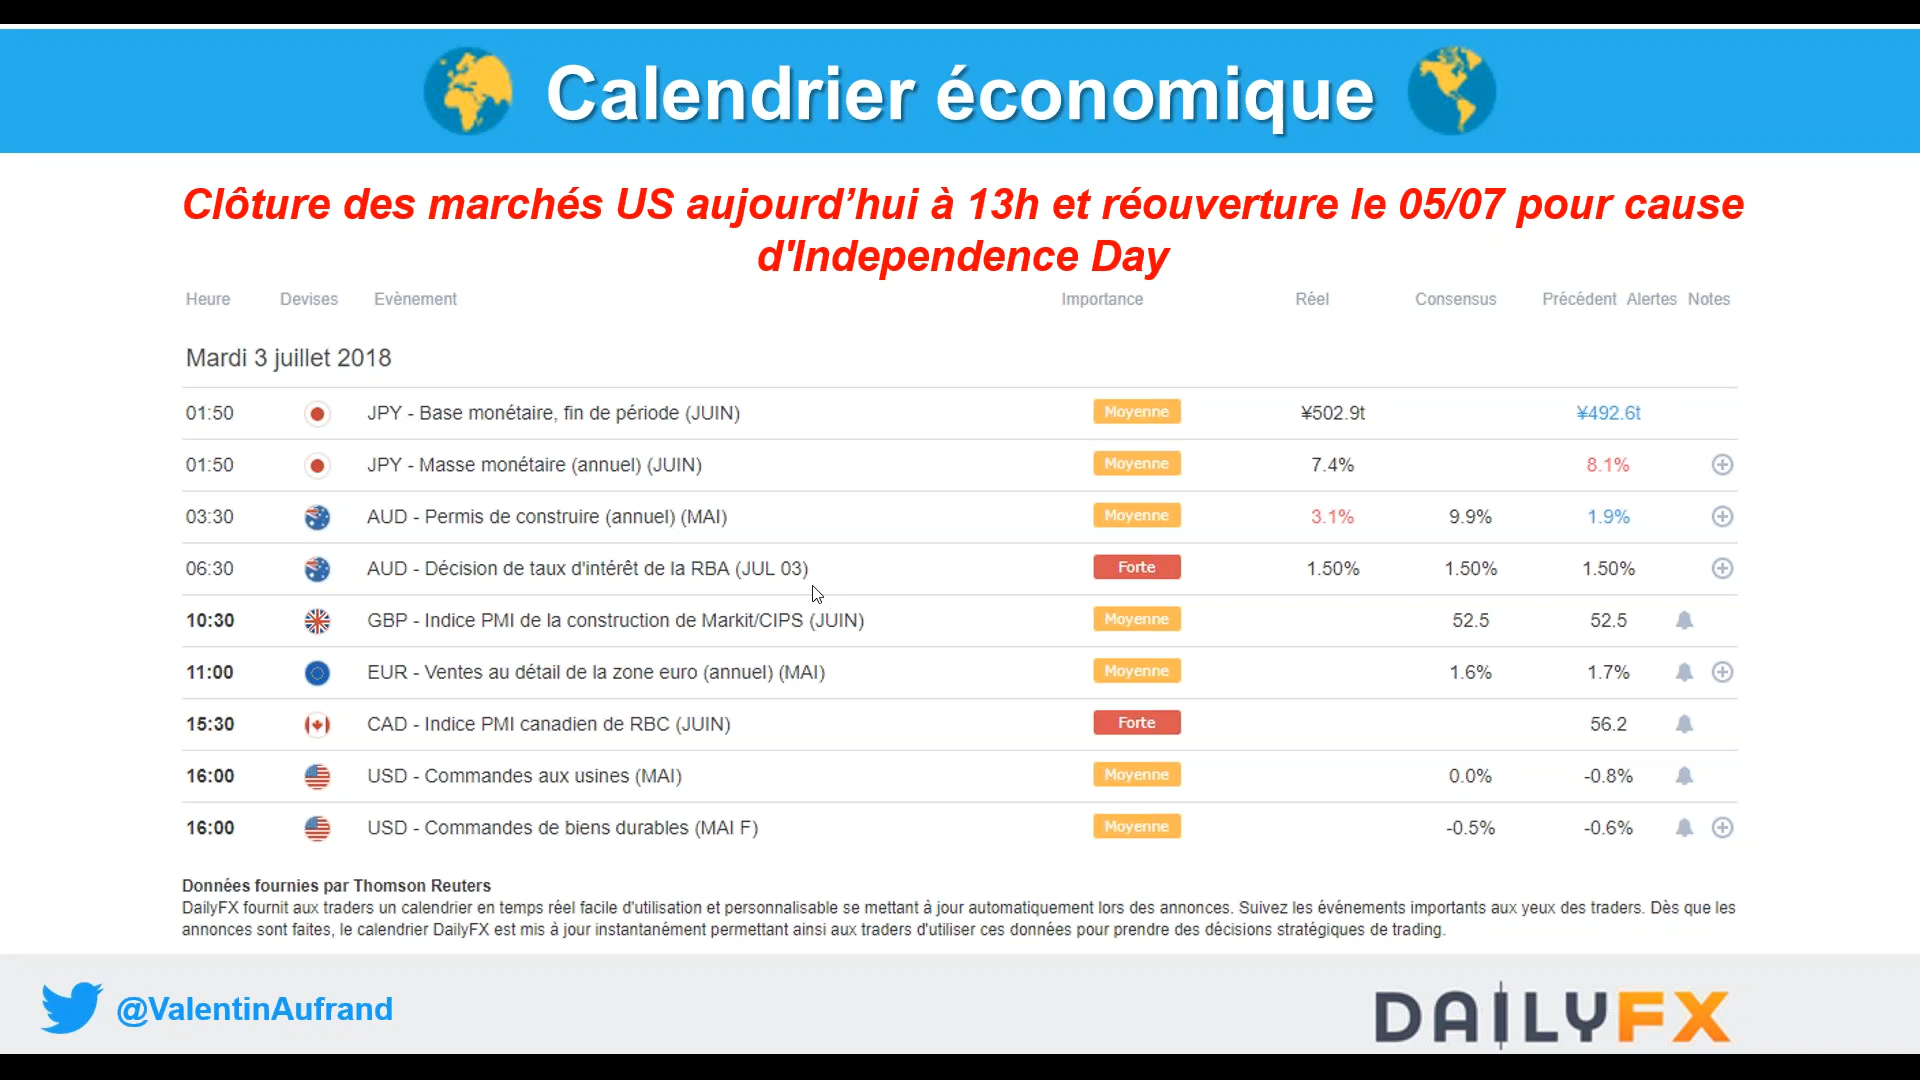 Calendrier économique
Clôture des marchés US aujourd’hui à 13h et réouverture le 05/07 pour cause
d'Independence Day
Heure Devises Evènement Importance Réel Consensus Précédent Alertes Notes
Mardi 3 juillet 2018
01:50 JPY - Base monétaire, fin de période (JUIN) Moyenne ¥502.9t ¥492.6t
01:50 JPY - Masse monétaire (annuel) (JUIN) Moyenne 7.4% 8.1%
03:30 AUD - Permis de construire (annuel) (MAI) Moyenne 3.1% 9.9% 1.9%
06:30 AUD - Décision de taux d'intérêt de la RBA (JUL 03) Forte 1.50% 1.50% 1.50%
10:30 GBP - Indice PMI de la construction de Markit/CIPS (JUIN) Moyenne 52.5 52.5
11:00 EUR - Ventes au détail de la zone euro (annuel) (MAI) Moyenne 1.6% 1.7%
15:30 CAD - Indice PMI canadien de RBC (JUIN) Forte 56.2
16:00 USD - Commandes aux usines (MAI) Moyenne 0.0% -0.8%
16:00 USD - Commandes de biens durables (MAI F) Moyenne -0.5% -0.6%
Données fournies par Thomson Reuters
DailyFX fournit aux traders un calendrier en temps réel facile d'utilisation et personnalisable se mettant à jour automatiquement lors des annonces. Suivez les événements importants aux yeux des traders. Dès que les
annonces sont faites, le calendrier DailyFX est mis à jour instantanément permettant ainsi aux traders d'utiliser ces données pour prendre des décisions stratégiques de trading.
@ValentinAufrand
DAILYFX